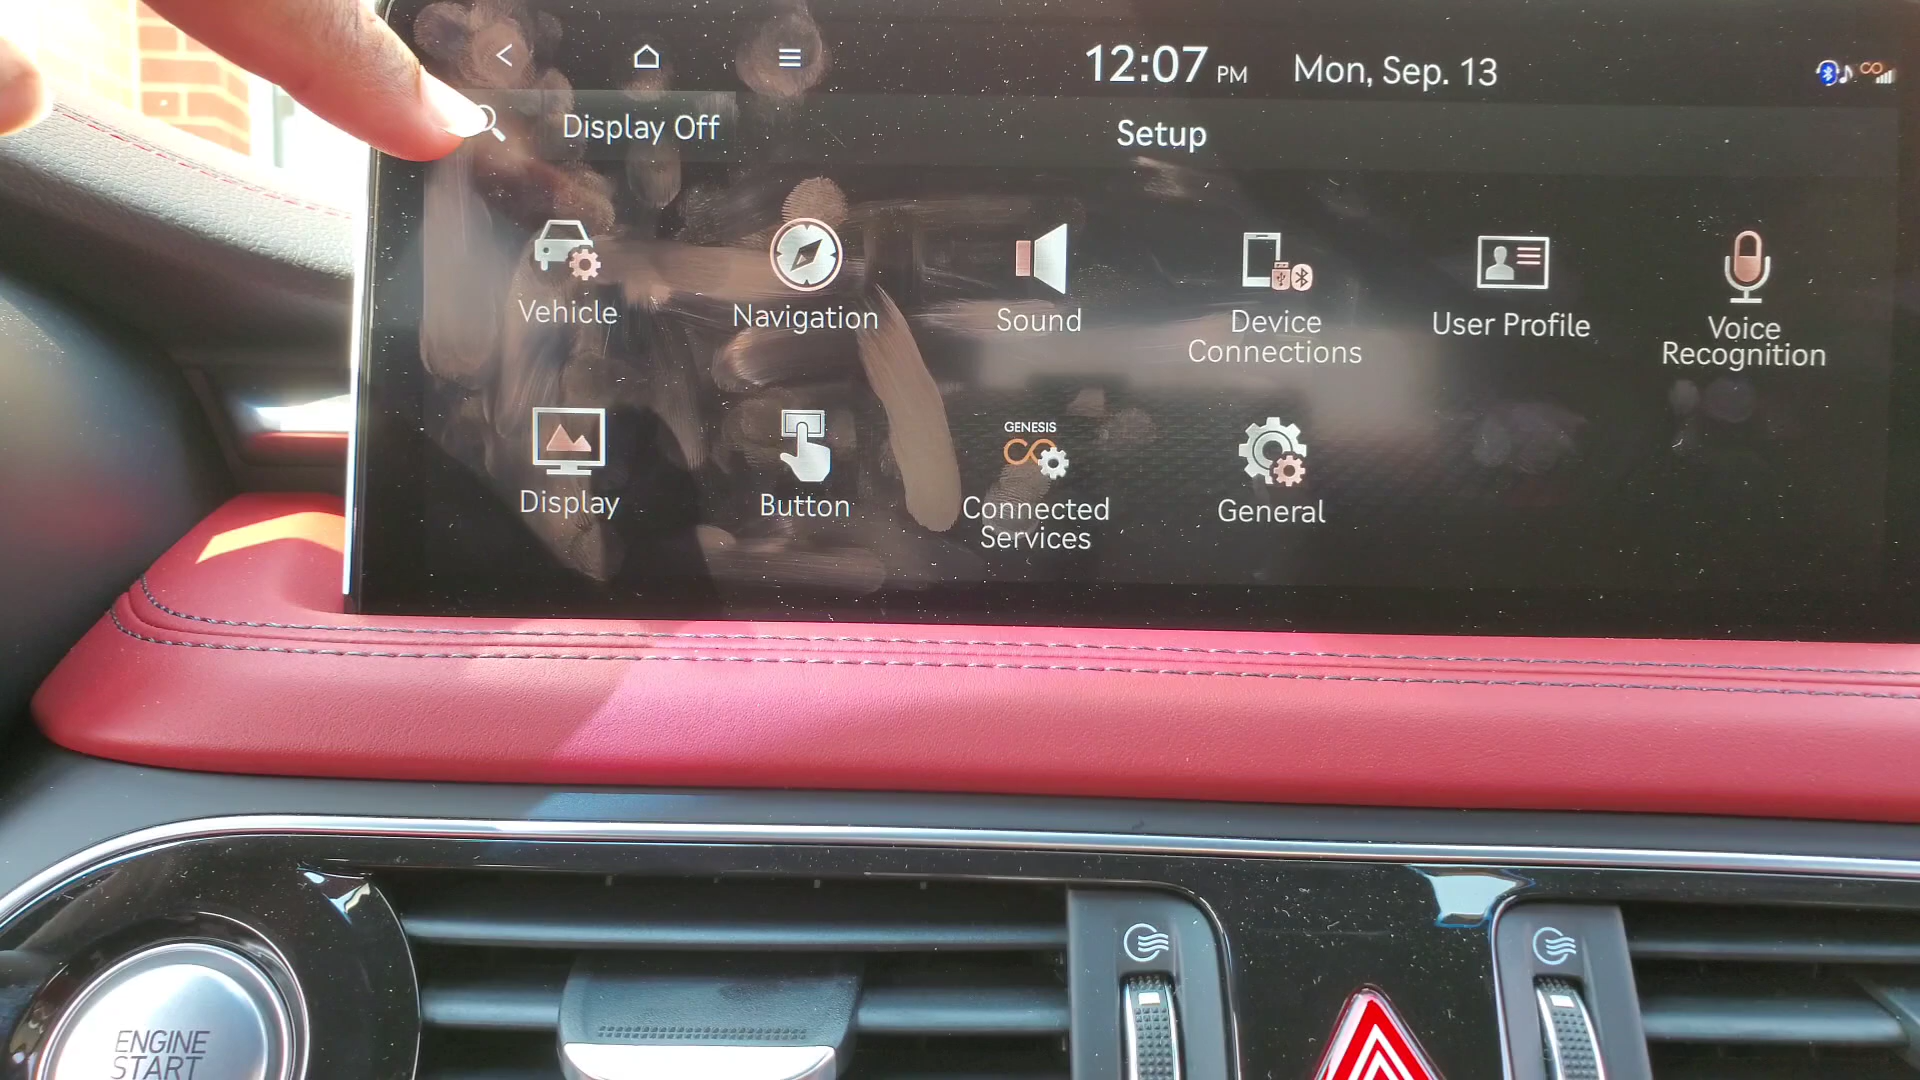 12:07 PM Mon, Sep. 13
Display Off
Setup
Vehicle
Navigation
Sound
Device
Connections
User Profile
Voice
Recognition
Display
Button
GENESIS
Connected
Services
General
ENGINE
START